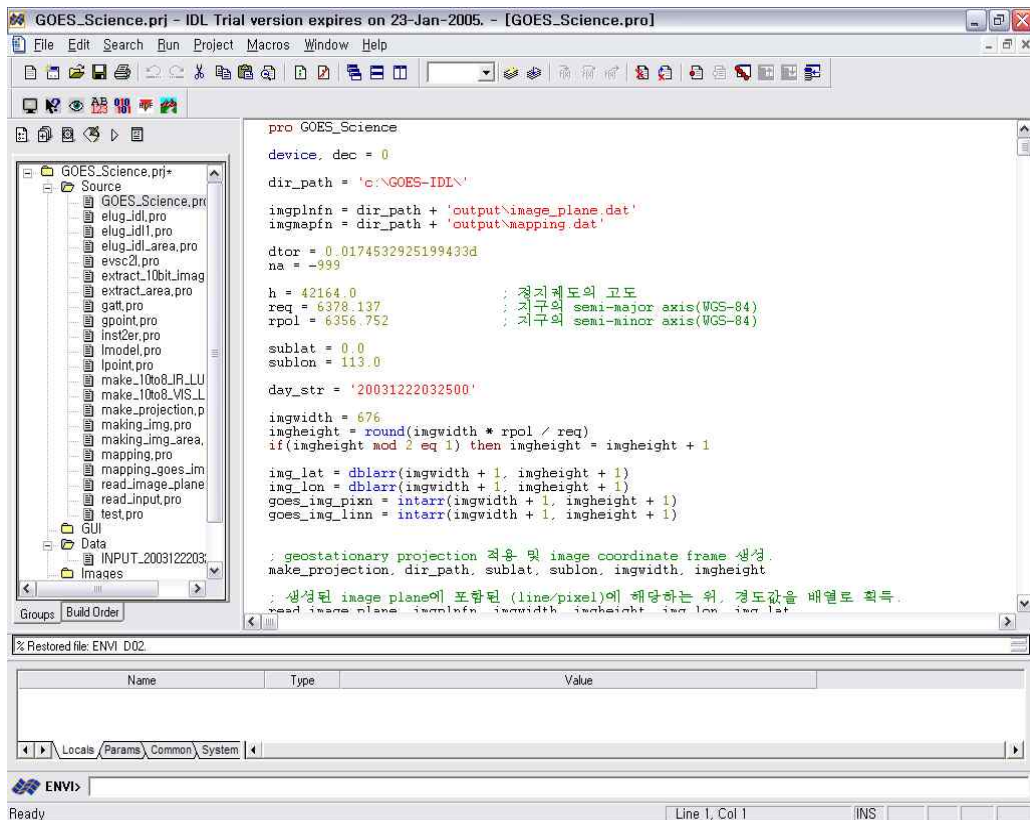 GOES_Science.prj - IDL Trial version expires on 23-Jan-2005. - [GOES_Science.pro]
File Edit Search Run Project Macros Window Help
GOES_Science.prj*
Source
GOES_Science.pro
elug_idl.pro
elug_idl1.pro
elug_idl_area.pro
evsc2l.pro
extract_10bit_imag
extract_area.pro
gatt.pro
gpoint.pro
inst2er.pro
lmodel.pro
lpoint.pro
make_10to8_IR_LU
make_10to8_VIS_L
make_projection.p
making_img.pro
making_img_area.
mapping.pro
mapping_goes_im
read_image_plane
read_input.pro
test.pro
GUI
Data
INPUT_2003122203
Images
Groups Build Order
pro GOES_Science
device, dec = 0
dir_path = 'c:\GOES-IDL\'
imgplnfn = dir_path + 'output\image_plane.dat'
imgmapfn = dir_path + 'output\mapping.dat'
dtor = 0.0174532925199433d
na = -999
h = 42164.0 ; 정지궤도의 고도
req = 6378.137 ; 지구의 semi-major axis(WGS-84)
rpol = 6356.752 ; 지구의 semi-minor axis(WGS-84)
sublat = 0.0
sublon = 113.0
day_str = '20031222032500'
imgwidth = 676
imgheight = round(imgwidth * rpol / req)
if(imgheight mod 2 eq 1) then imgheight = imgheight + 1
img_lat = dblarr(imgwidth + 1, imgheight + 1)
img_lon = dblarr(imgwidth + 1, imgheight + 1)
goes_img_pixn = intarr(imgwidth + 1, imgheight + 1)
goes_img_linn = intarr(imgwidth + 1, imgheight + 1)
; geostationary projection 적용 및 image coordinate frame 생성.
make_projection, dir_path, sublat, sublon, imgwidth, imgheight
; 생성된 image plane에 포함된 (line/pixel)에 해당하는 위, 경도값을 배열로 획득.
read_image_plane, imgplnfn, imgwidth, imgheight, img_lon, img_lat
% Restored file: ENVI_D02.
Name Type Value
Locals Params Common System
ENVI>
Ready Line 1, Col 1 INS